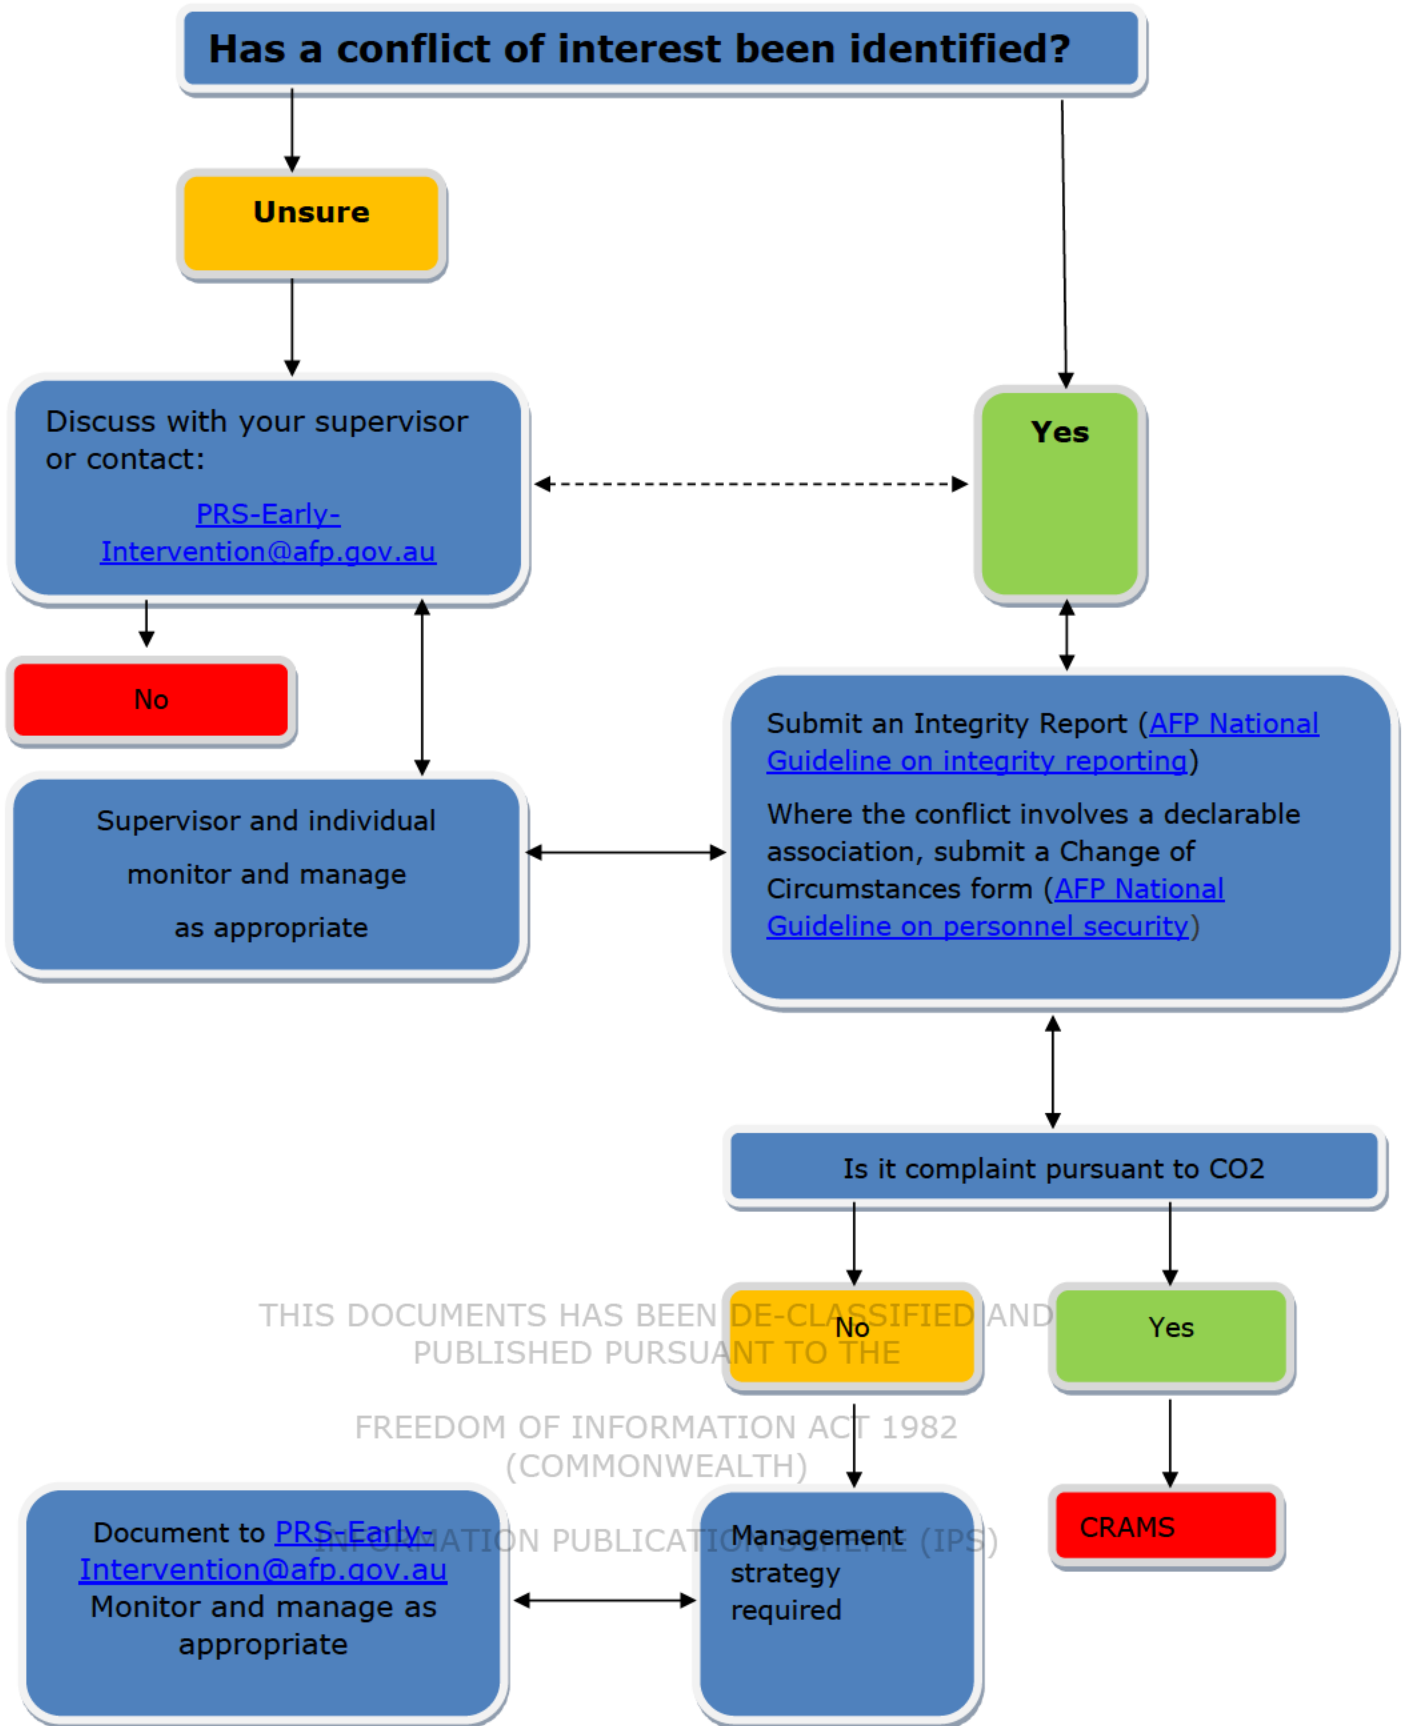 Has a conflict of interest been identified?
Unsure
Yes
Discuss with your supervisor
or contact:
PRS-Early-
Intervention@afp.gov.au
No
Supervisor and individual
monitor and manage
as appropriate
Submit an Integrity Report (AFP National
Guideline on integrity reporting)
Where the conflict involves a declarable
association, submit a Change of
Circumstances form (AFP National
Guideline on personnel security)
Is it complaint pursuant to CO2
No
Yes
THIS DOCUMENTS HAS BEEN DE-CLASSIFIED AND
PUBLISHED PURSUANT TO THE
FREEDOM OF INFORMATION ACT 1982
(COMMONWEALTH)
INFORMATION PUBLICATION SCHEME (IPS)
Document to PRS-Early-
Intervention@afp.gov.au
Monitor and manage as
appropriate
Management
strategy
required
CRAMS